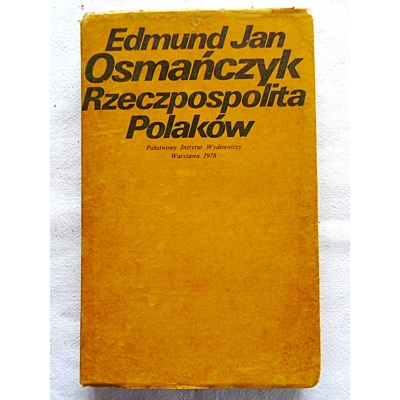 Edmund Jan
Osmańczyk
Rzeczpospolita
Polaków
Państwowy Instytut Wydawniczy
Warszawa 1978